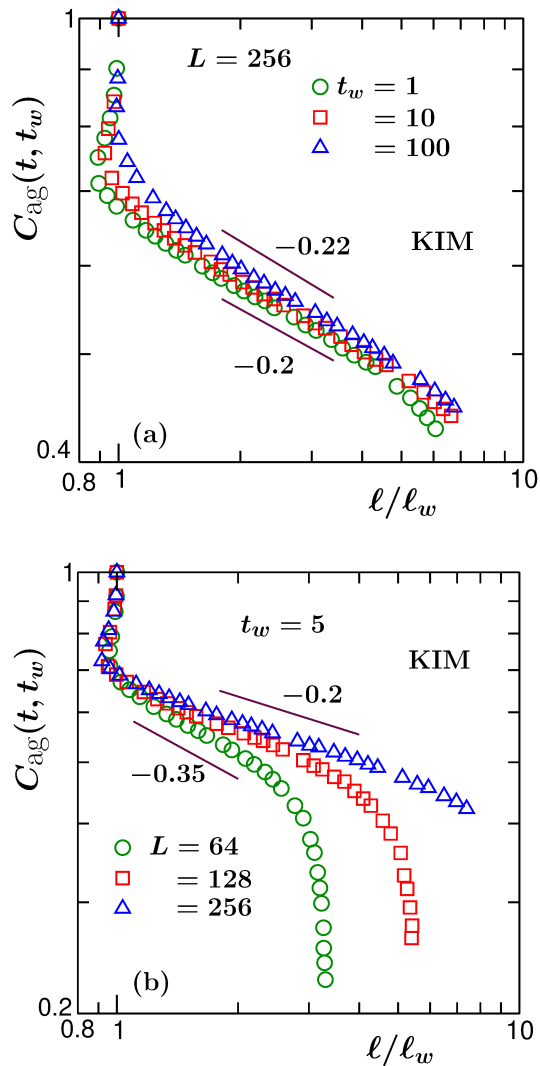 1
L = 256
t_w = 1
= 10
= 100
C_ag(t, t_w)
−0.22
KIM
−0.2
(a)
0.4
0.8 1 10
ℓ/ℓ_w
1
t_w = 5
KIM
−0.2
C_ag(t, t_w)
−0.35
L = 64
= 128
= 256
(b)
0.2
0.8 1 10
ℓ/ℓ_w